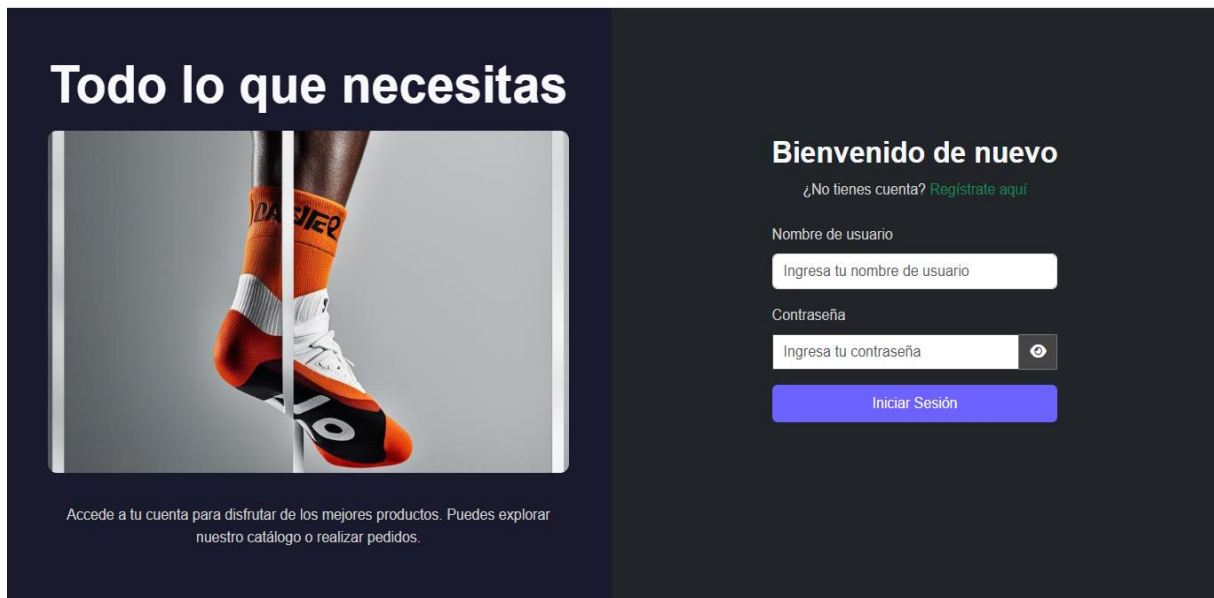 Todo lo que necesitas
Accede a tu cuenta para disfrutar de los mejores productos. Puedes explorar
nuestro catálogo o realizar pedidos.
Bienvenido de nuevo
¿No tienes cuenta? Regístrate aquí
Nombre de usuario
Ingresa tu nombre de usuario
Contraseña
Ingresa tu contraseña
Iniciar Sesión